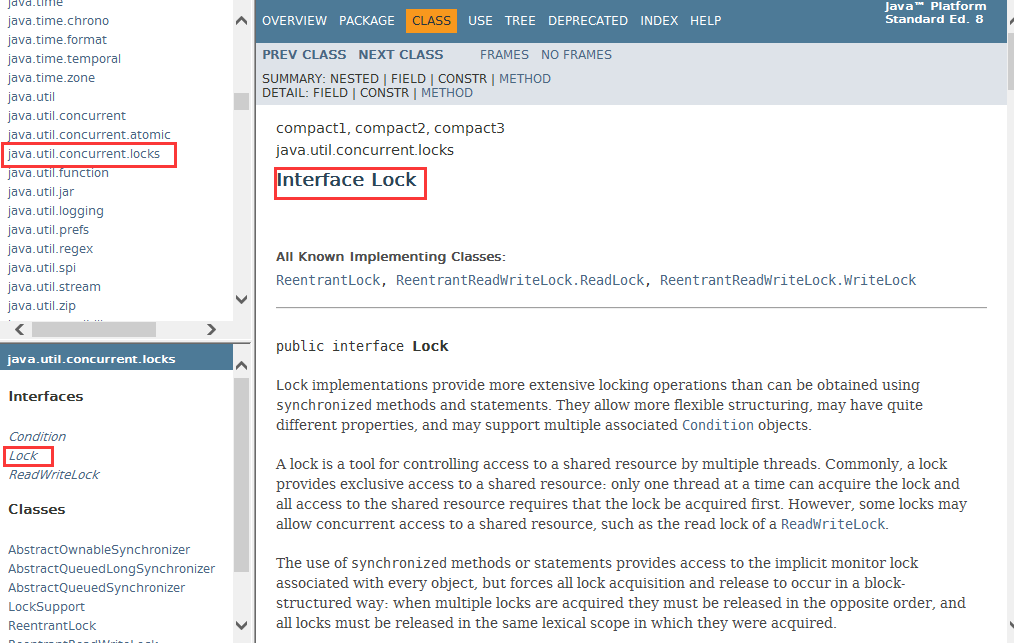 java.time
java.time.chrono
java.time.format
java.time.temporal
java.time.zone
java.util
java.util.concurrent
java.util.concurrent.atomic
java.util.concurrent.locks
java.util.function
java.util.jar
java.util.logging
java.util.prefs
java.util.regex
java.util.spi
java.util.stream
java.util.zip
java.util.concurrent.locks
Interfaces
Condition
Lock
ReadWriteLock
Classes
AbstractOwnableSynchronizer
AbstractQueuedLongSynchronizer
AbstractQueuedSynchronizer
LockSupport
ReentrantLock
ReentrantReadWriteLock
OVERVIEW PACKAGE CLASS USE TREE DEPRECATED INDEX HELP
Java™ Platform
Standard Ed. 8
PREV CLASS NEXT CLASS FRAMES NO FRAMES
SUMMARY: NESTED | FIELD | CONSTR | METHOD
DETAIL: FIELD | CONSTR | METHOD
compact1, compact2, compact3
java.util.concurrent.locks
Interface Lock
All Known Implementing Classes:
ReentrantLock, ReentrantReadWriteLock.ReadLock, ReentrantReadWriteLock.WriteLock
public interface Lock
Lock implementations provide more extensive locking operations than can be obtained using
synchronized methods and statements. They allow more flexible structuring, may have quite
different properties, and may support multiple associated Condition objects.
A lock is a tool for controlling access to a shared resource by multiple threads. Commonly, a lock
provides exclusive access to a shared resource: only one thread at a time can acquire the lock and
all access to the shared resource requires that the lock be acquired first. However, some locks may
allow concurrent access to a shared resource, such as the read lock of a ReadWriteLock.
The use of synchronized methods or statements provides access to the implicit monitor lock
associated with every object, but forces all lock acquisition and release to occur in a block-
structured way: when multiple locks are acquired they must be released in the opposite order, and
all locks must be released in the same lexical scope in which they were acquired.